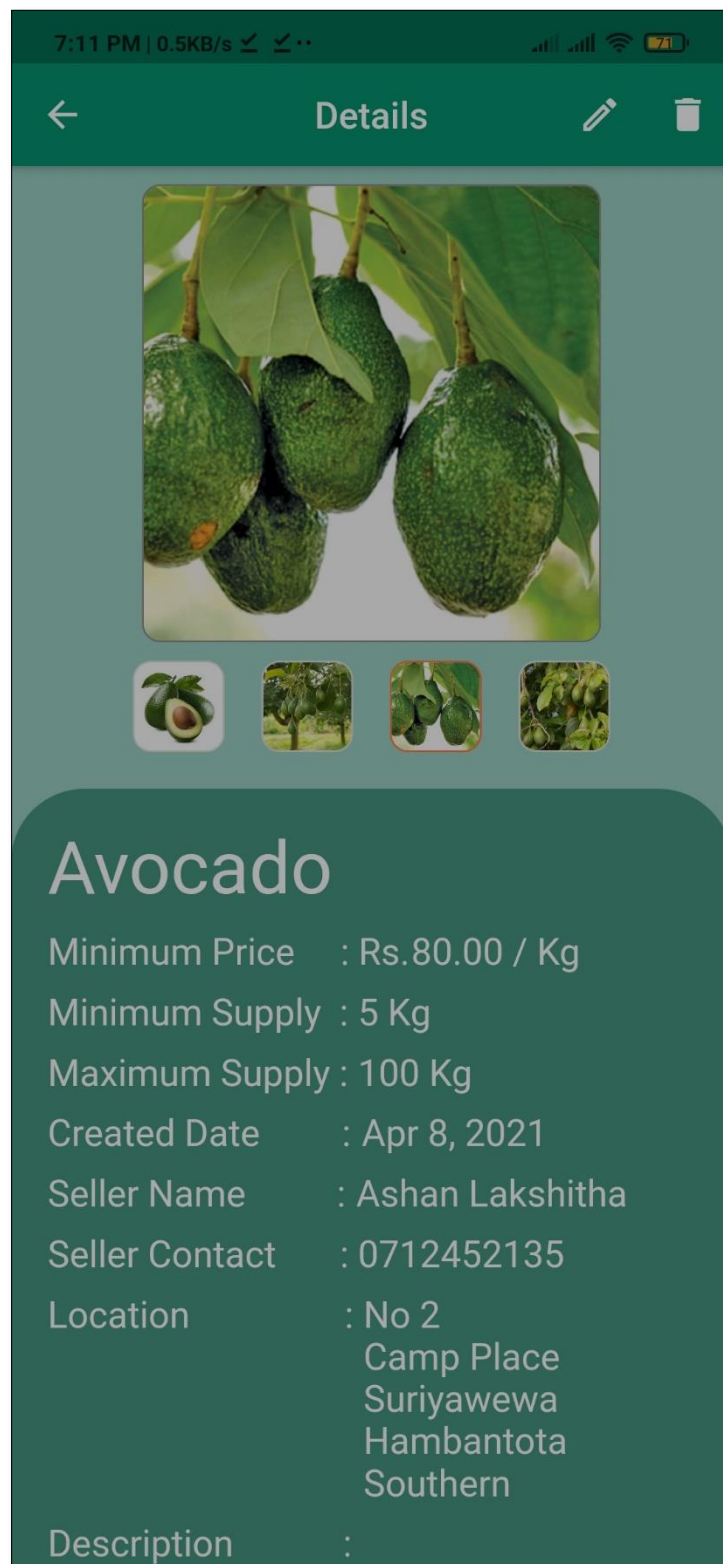 7:11 PM | 0.5KB/s
71
Details
Avocado
Minimum Price : Rs.80.00 / Kg
Minimum Supply : 5 Kg
Maximum Supply : 100 Kg
Created Date : Apr 8, 2021
Seller Name : Ashan Lakshitha
Seller Contact : 0712452135
Location : No 2
Camp Place
Suriyawewa
Hambantota
Southern
Description :